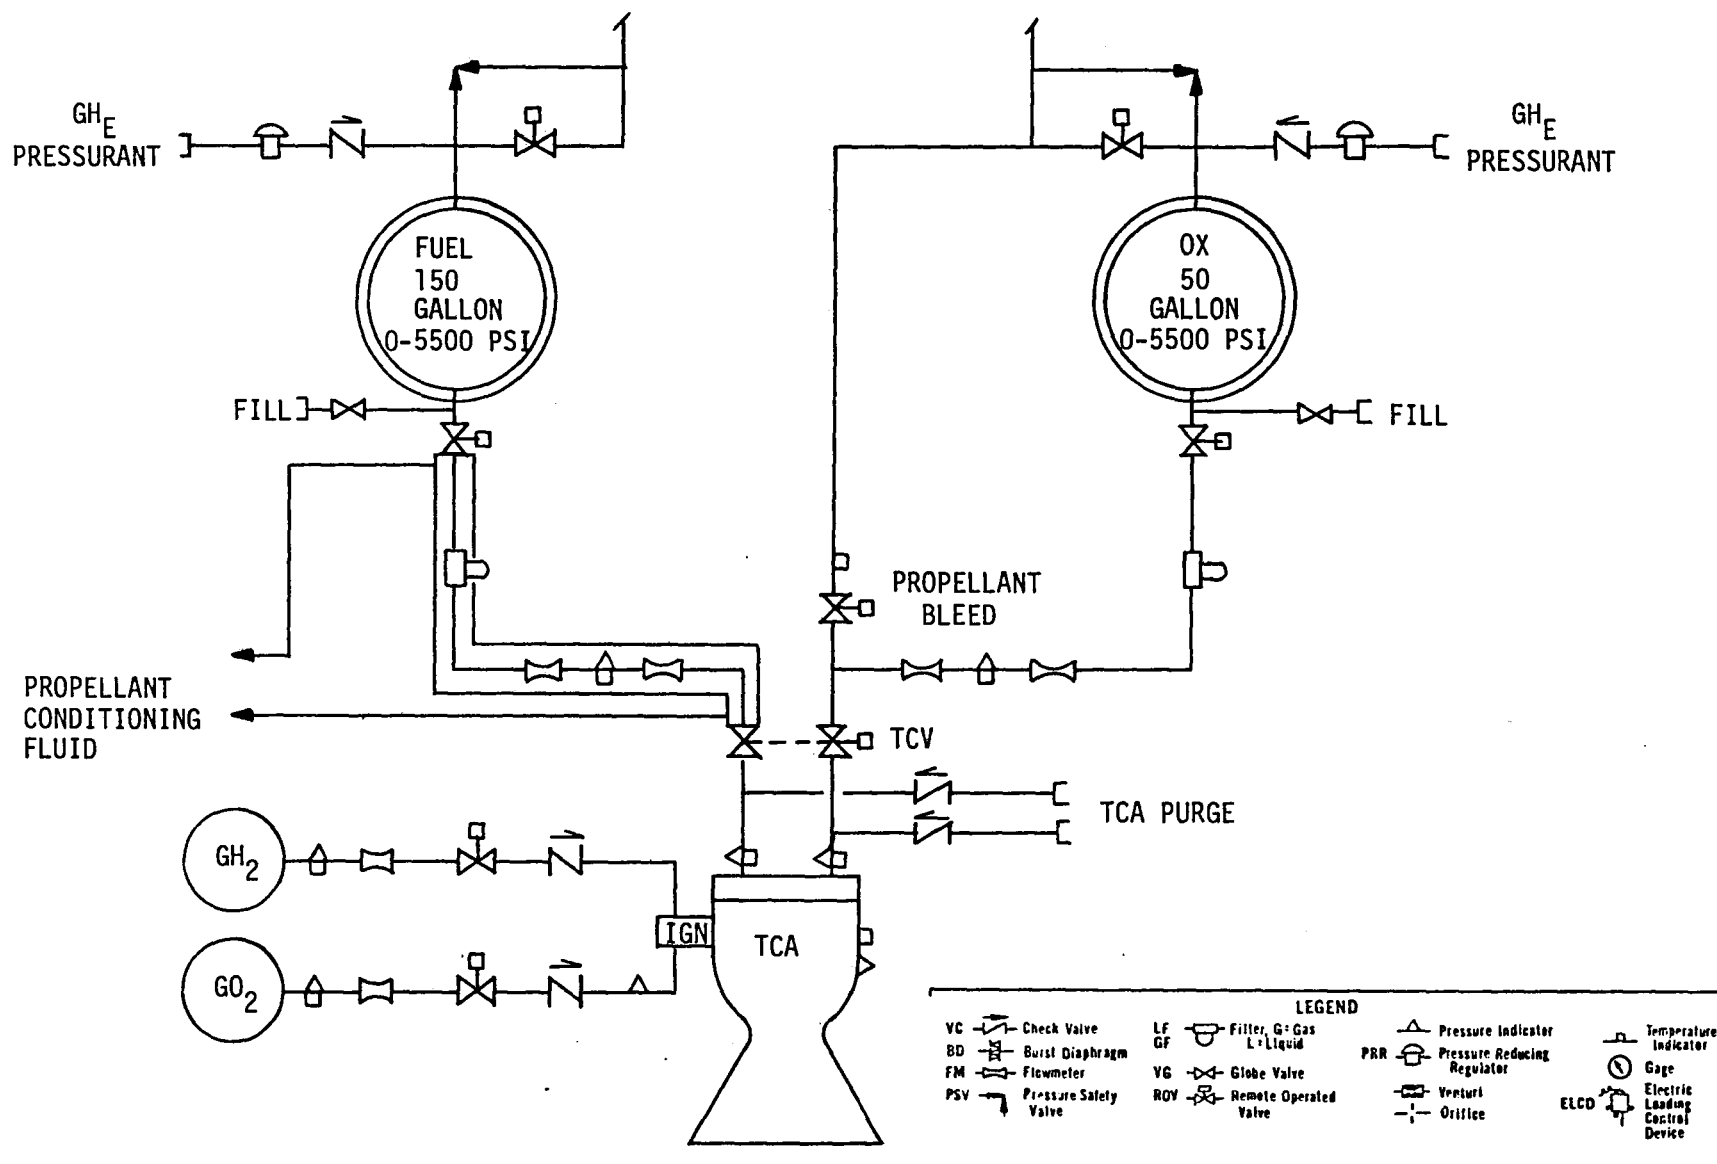 GHE
PRESSURANT
GHE
PRESSURANT
FUEL
150
GALLON
0-5500 PSI
OX
50
GALLON
0-5500 PSI
FILL
FILL
PROPELLANT
BLEED
PROPELLANT
CONDITIONING
FLUID
TCV
TCA PURGE
GH2
IGN
TCA
GO2
LEGEND
VC Check Valve
BD Burst Diaphragm
FM Flowmeter
PSV Pressure Safety
Valve
LF Filter, G=Gas
GF L=Liquid
VG Globe Valve
ROV Remote Operated
Valve
Pressure Indicator
PRR Pressure Reducing
Regulator
Venturi
Orifice
Temperature
Indicator
Gage
ELCD Electric
Loading
Control
Device